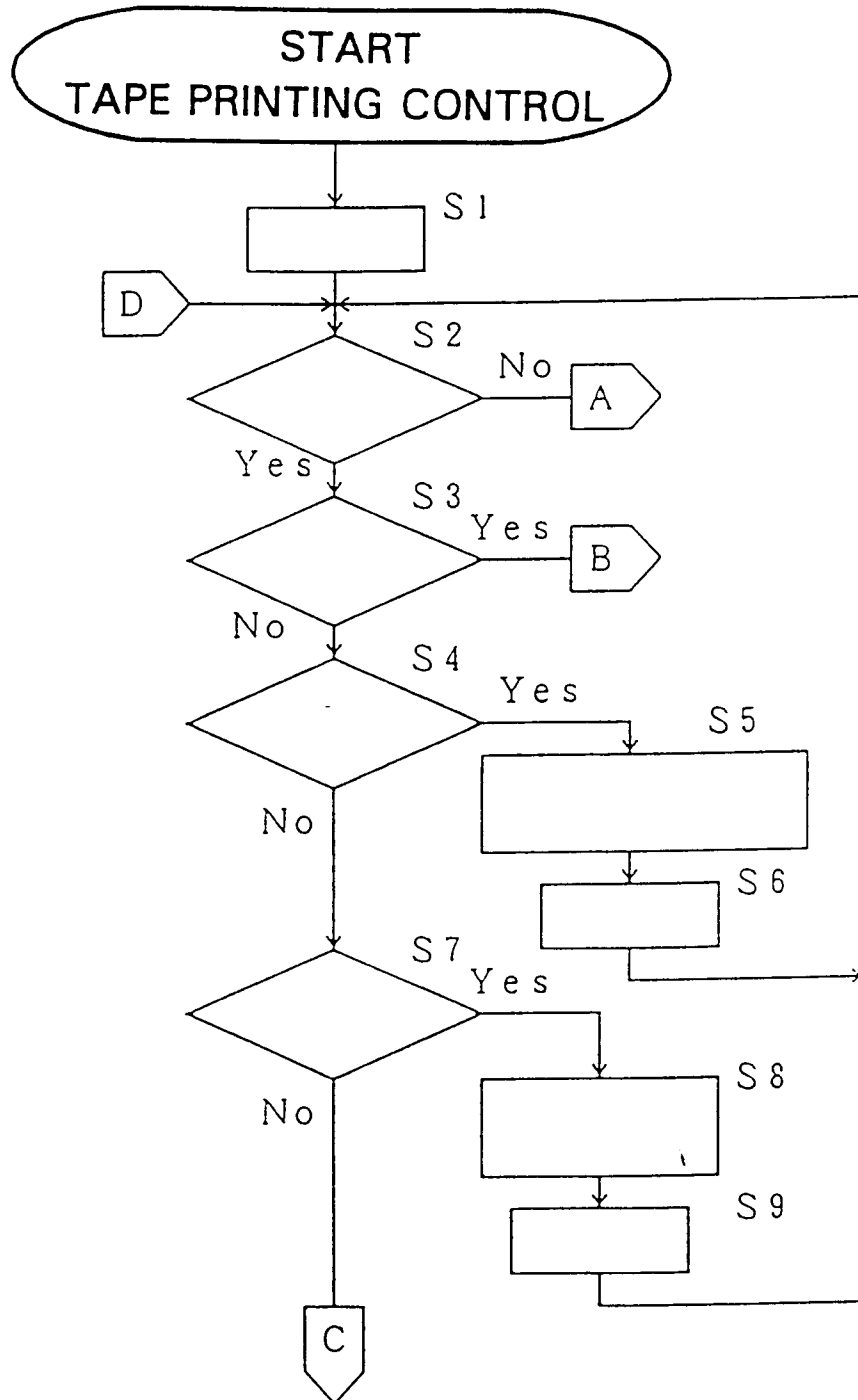 START
TAPE PRINTING CONTROL
S1
D
S2
No
A
Yes
S3
Yes
B
No
S4
Yes
S5
No
S6
S7
Yes
S8
No
S9
C